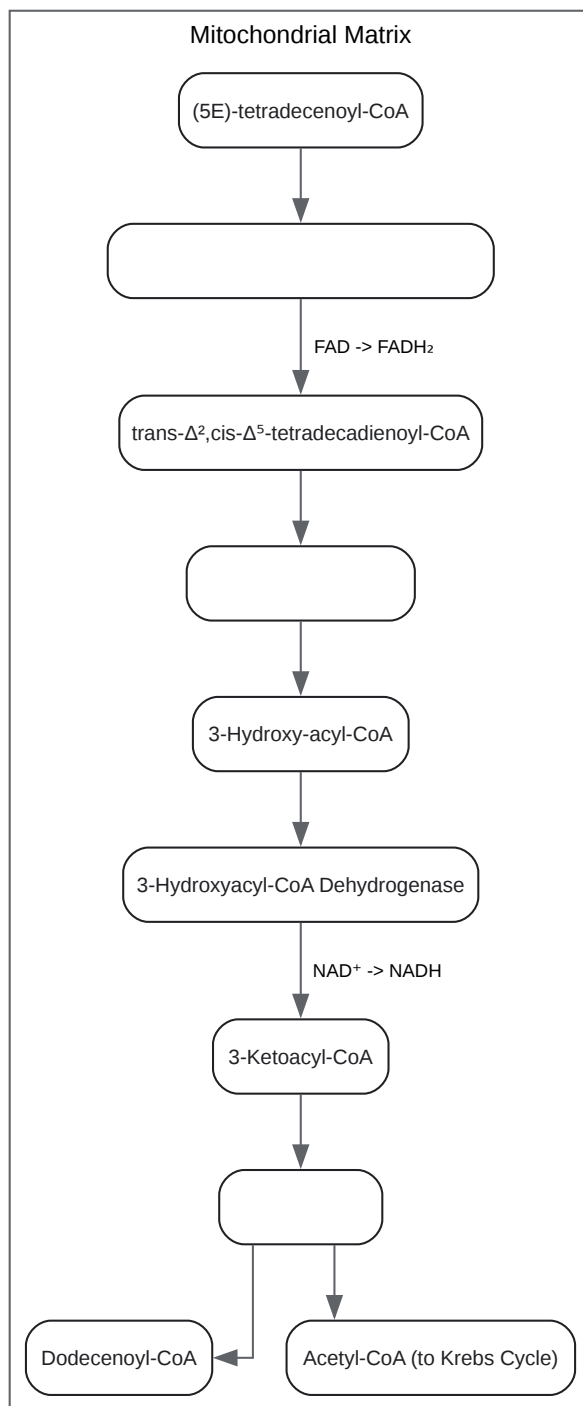 Mitochondrial Matrix
(5E)-tetradecenoyl-CoA
FAD -> FADH₂
trans-Δ²,cis-Δ⁵-tetradecadienoyl-CoA
3-Hydroxy-acyl-CoA
3-Hydroxyacyl-CoA Dehydrogenase
NAD⁺ -> NADH
3-Ketoacyl-CoA
Dodecenoyl-CoA
Acetyl-CoA (to Krebs Cycle)